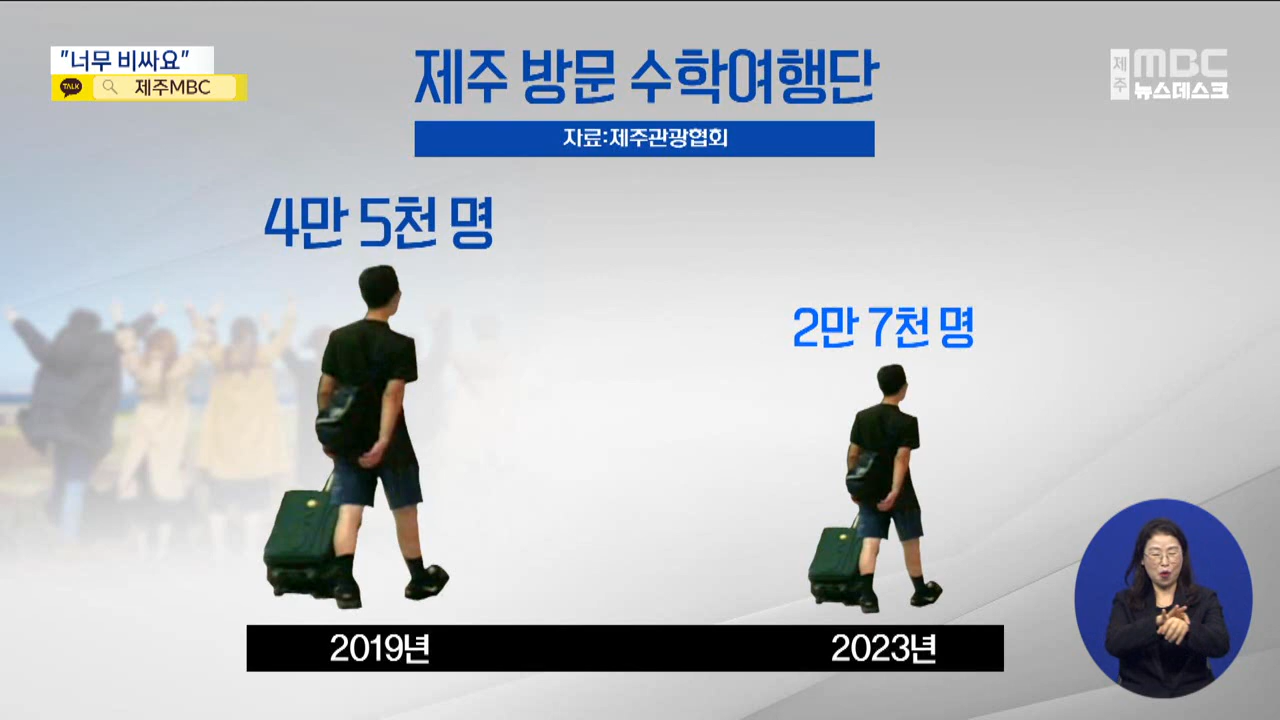 "너무 비싸요"
TALK 제주MBC
제주 방문 수학여행단
자료:제주관광협회
제주 MBC
뉴스데스크
4만 5천 명
2만 7천 명
2019년
2023년